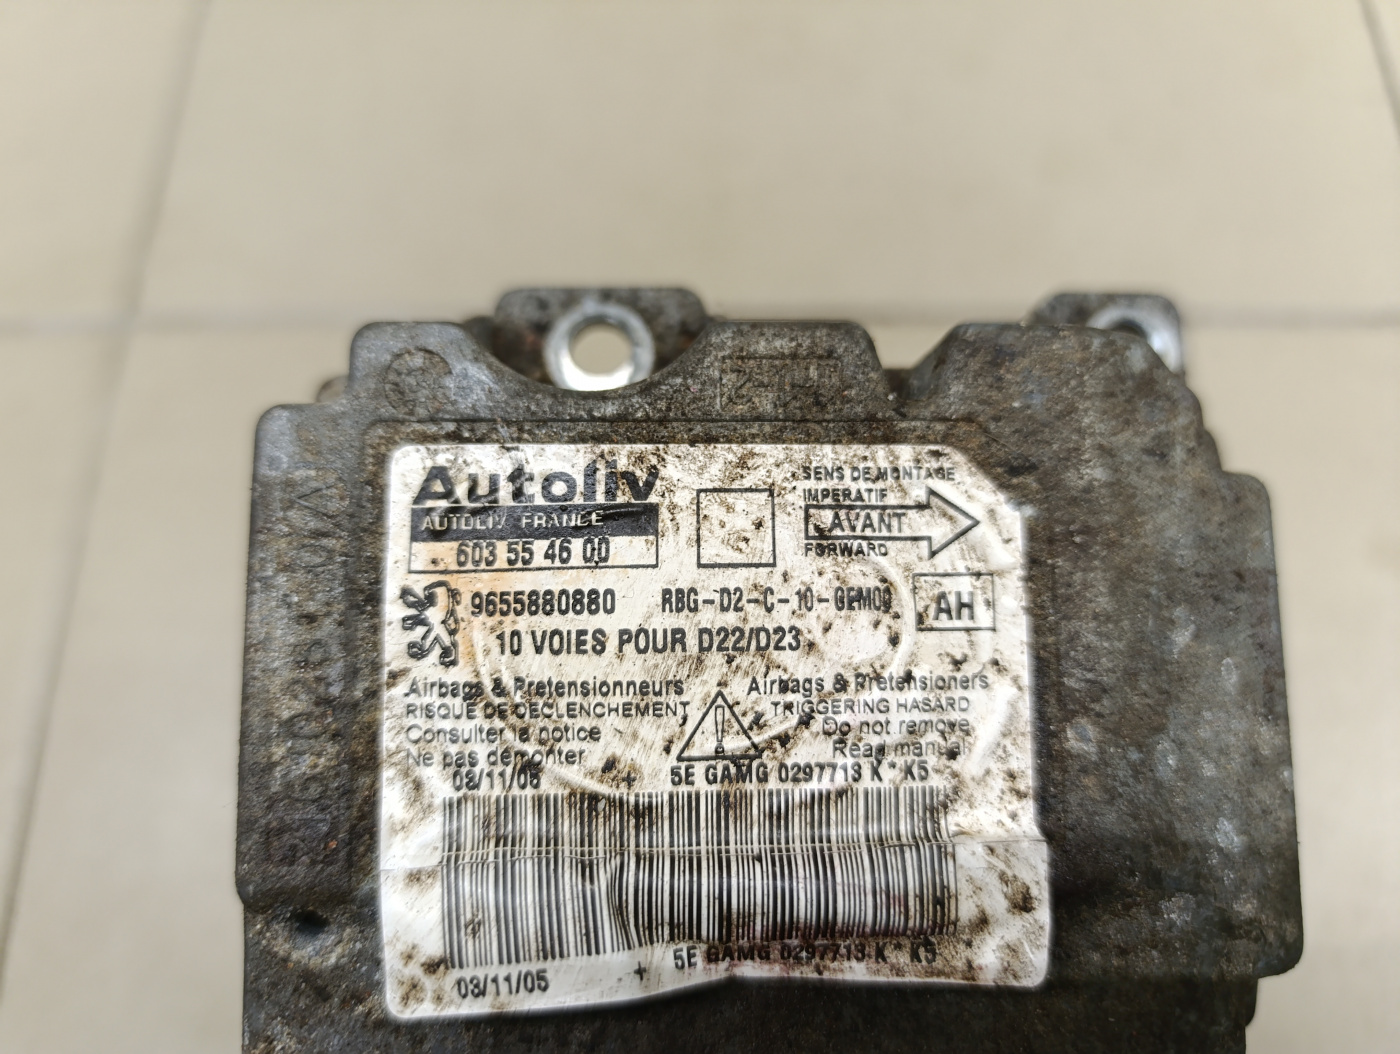 Autoliv
AUTOLIV FRANCE
603 55 46 00
SENS DE MONTAGE
IMPERATIF
AVANT
FORWARD
9655880880 RBG-D2-C-10-GEM00
AH
10 VOIES POUR D22/D23
Airbags & Pretensionneurs
RISQUE DE DECLENCHEMENT
Consulter la notice
Ne pas démonter
!
Airbags & Pretensioners
TRIGGERING HASARD
Do not remove
Read manual
03/11/05 + 5E GAMG 0297713 K * K5
03/11/05 + 5E GAMG 0297713 K * K5